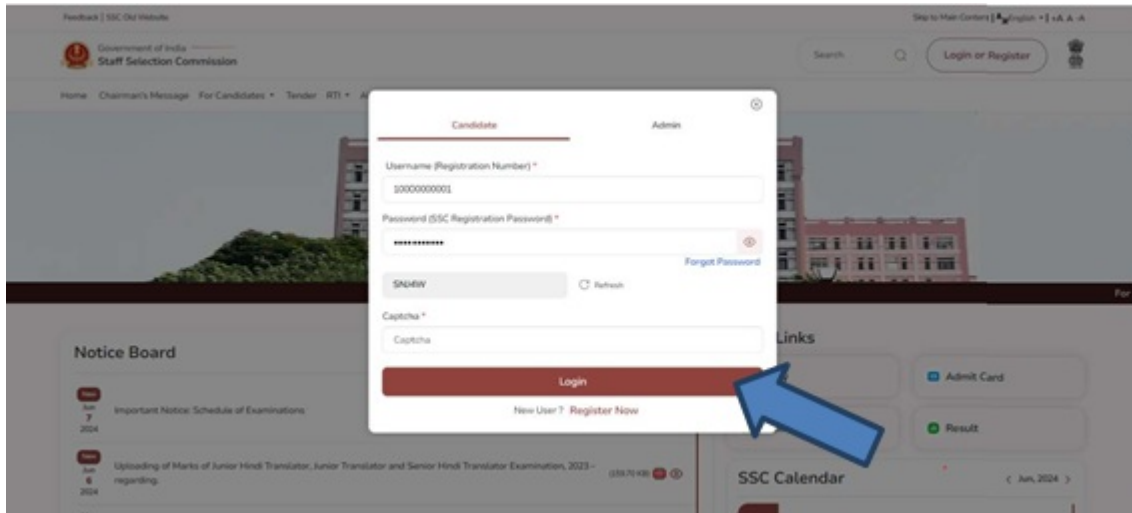 Feedback | SSC Old Website
Skip to Main Content | English | +A A -A
Government of India
Staff Selection Commission
Search
Login or Register
Home Chairman's Message For Candidates Tender RTI
Candidate Admin
Username (Registration Number) *
10000000001
Password (SSC Registration Password) *
Forgot Password
Refresh
Captcha *
Captcha
Login
New User ? Register Now
For
Notice Board
Links
Admit Card
Result
New
Jun
7
2024
Important Notice: Schedule of Examinations
New
Jun
6
2024
Uploading of Marks of Junior Hindi Translator, Junior Translator and Senior Hindi Translator Examination, 2023 –
regarding.
SSC Calendar
< Jun, 2024 >